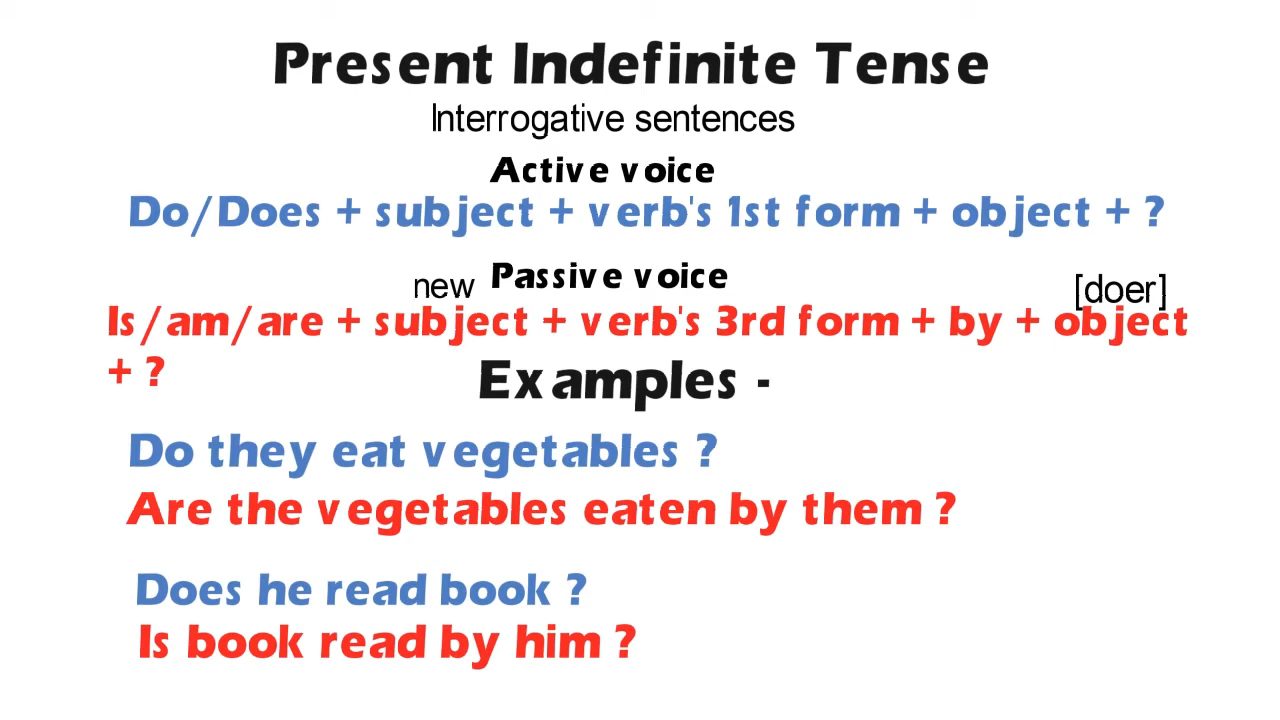 Present Indefinite Tense
Interrogative sentences
Active voice
Do/Does + subject + verb's 1st form + object + ?
new Passive voice [doer]
Is/am/are + subject + verb's 3rd form + by + object
+ ?
Examples -
Do they eat vegetables ?
Are the vegetables eaten by them ?
Does he read book ?
Is book read by him ?